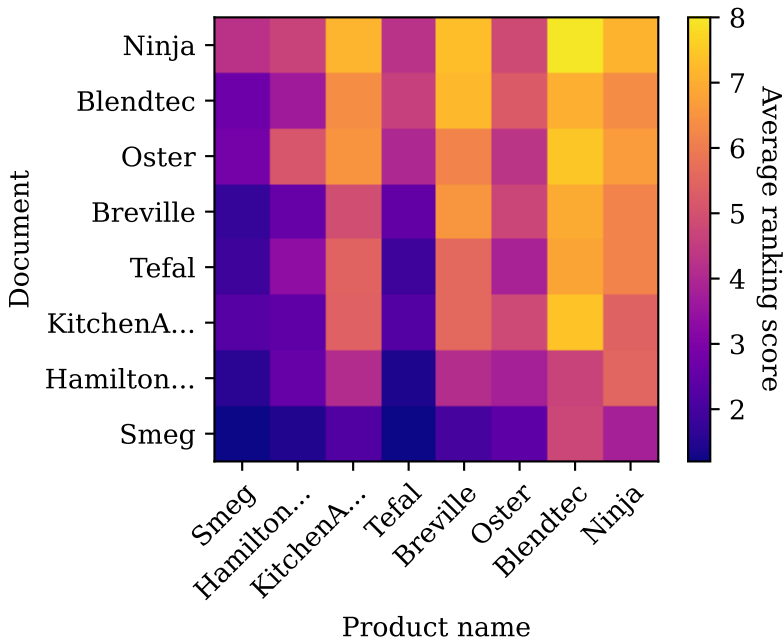 Document
Ninja
Blendtec
Oster
Breville
Tefal
KitchenA...
Hamilton...
Smeg
Smeg
Hamilton...
KitchenA...
Tefal
Breville
Oster
Blendtec
Ninja
Product name
8
7
6
5
4
3
2
Average ranking score